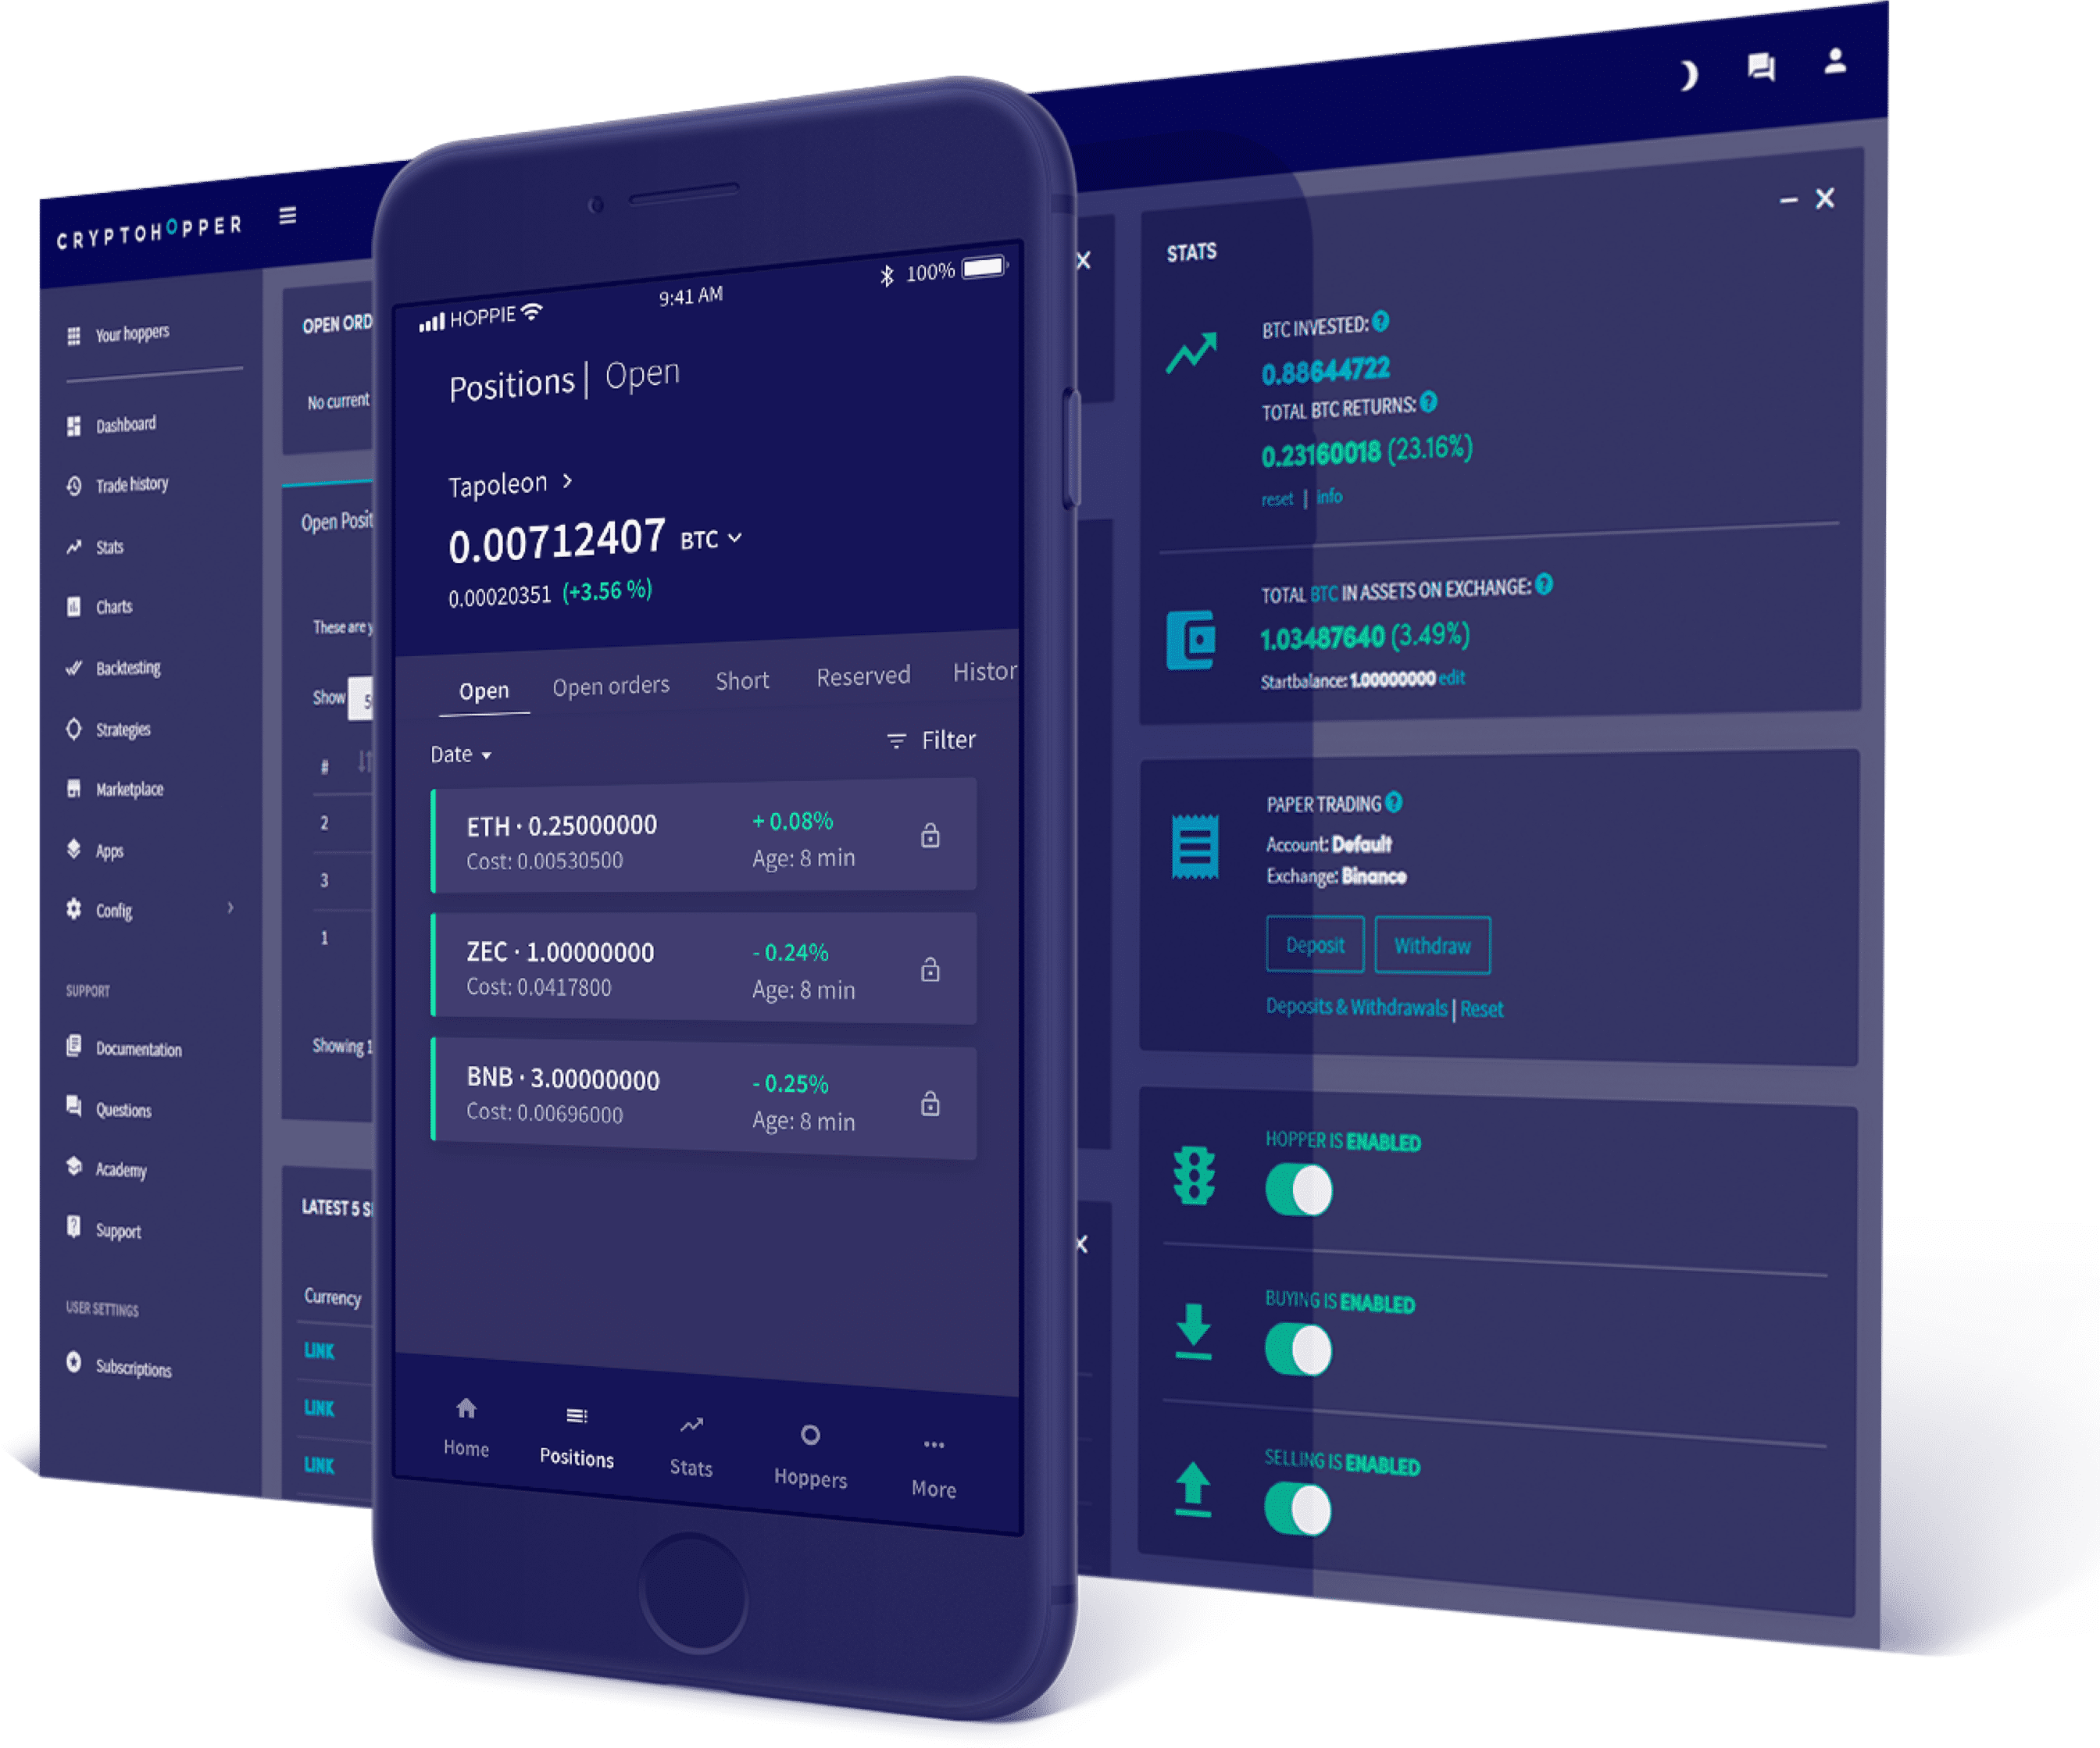 CRYPTOHOPPER
Your hoppers
Dashboard
Trade history
Stats
Charts
Backtesting
Strategies
Marketplace
Apps
Config
SUPPORT
Documentation
Questions
Academy
Support
USER SETTINGS
Subscriptions
OPEN ORD
No current
Open Posit
These are y
Show 5
#
2
3
1
Showing 1
LATEST 5 S
Currency
LINK
LINK
LINK
HOPPIE 9:41 AM 100%
Positions | Open
Tapoleon >
0.00712407 BTC
0.00020351 (+3.56 %)
Open Open orders Short Reserved Histor
Date Filter
ETH · 0.25000000 + 0.08%
Cost: 0.00530500 Age: 8 min
ZEC · 1.00000000 - 0.24%
Cost: 0.0417800 Age: 8 min
BNB · 3.00000000 - 0.25%
Cost: 0.00696000 Age: 8 min
Home Positions Stats Hoppers More
STATS
BTC INVESTED: ?
0.88644722
TOTAL BTC RETURNS: ?
0.23160018 (23.16%)
reset | info
TOTAL BTC IN ASSETS ON EXCHANGE: ?
1.03487640 (3.49%)
Startbalance: 1.00000000 edit
PAPER TRADING ?
Account: Default
Exchange: Binance
Deposit Withdraw
Deposits & Withdrawals | Reset
HOPPER IS ENABLED
BUYING IS ENABLED
SELLING IS ENABLED